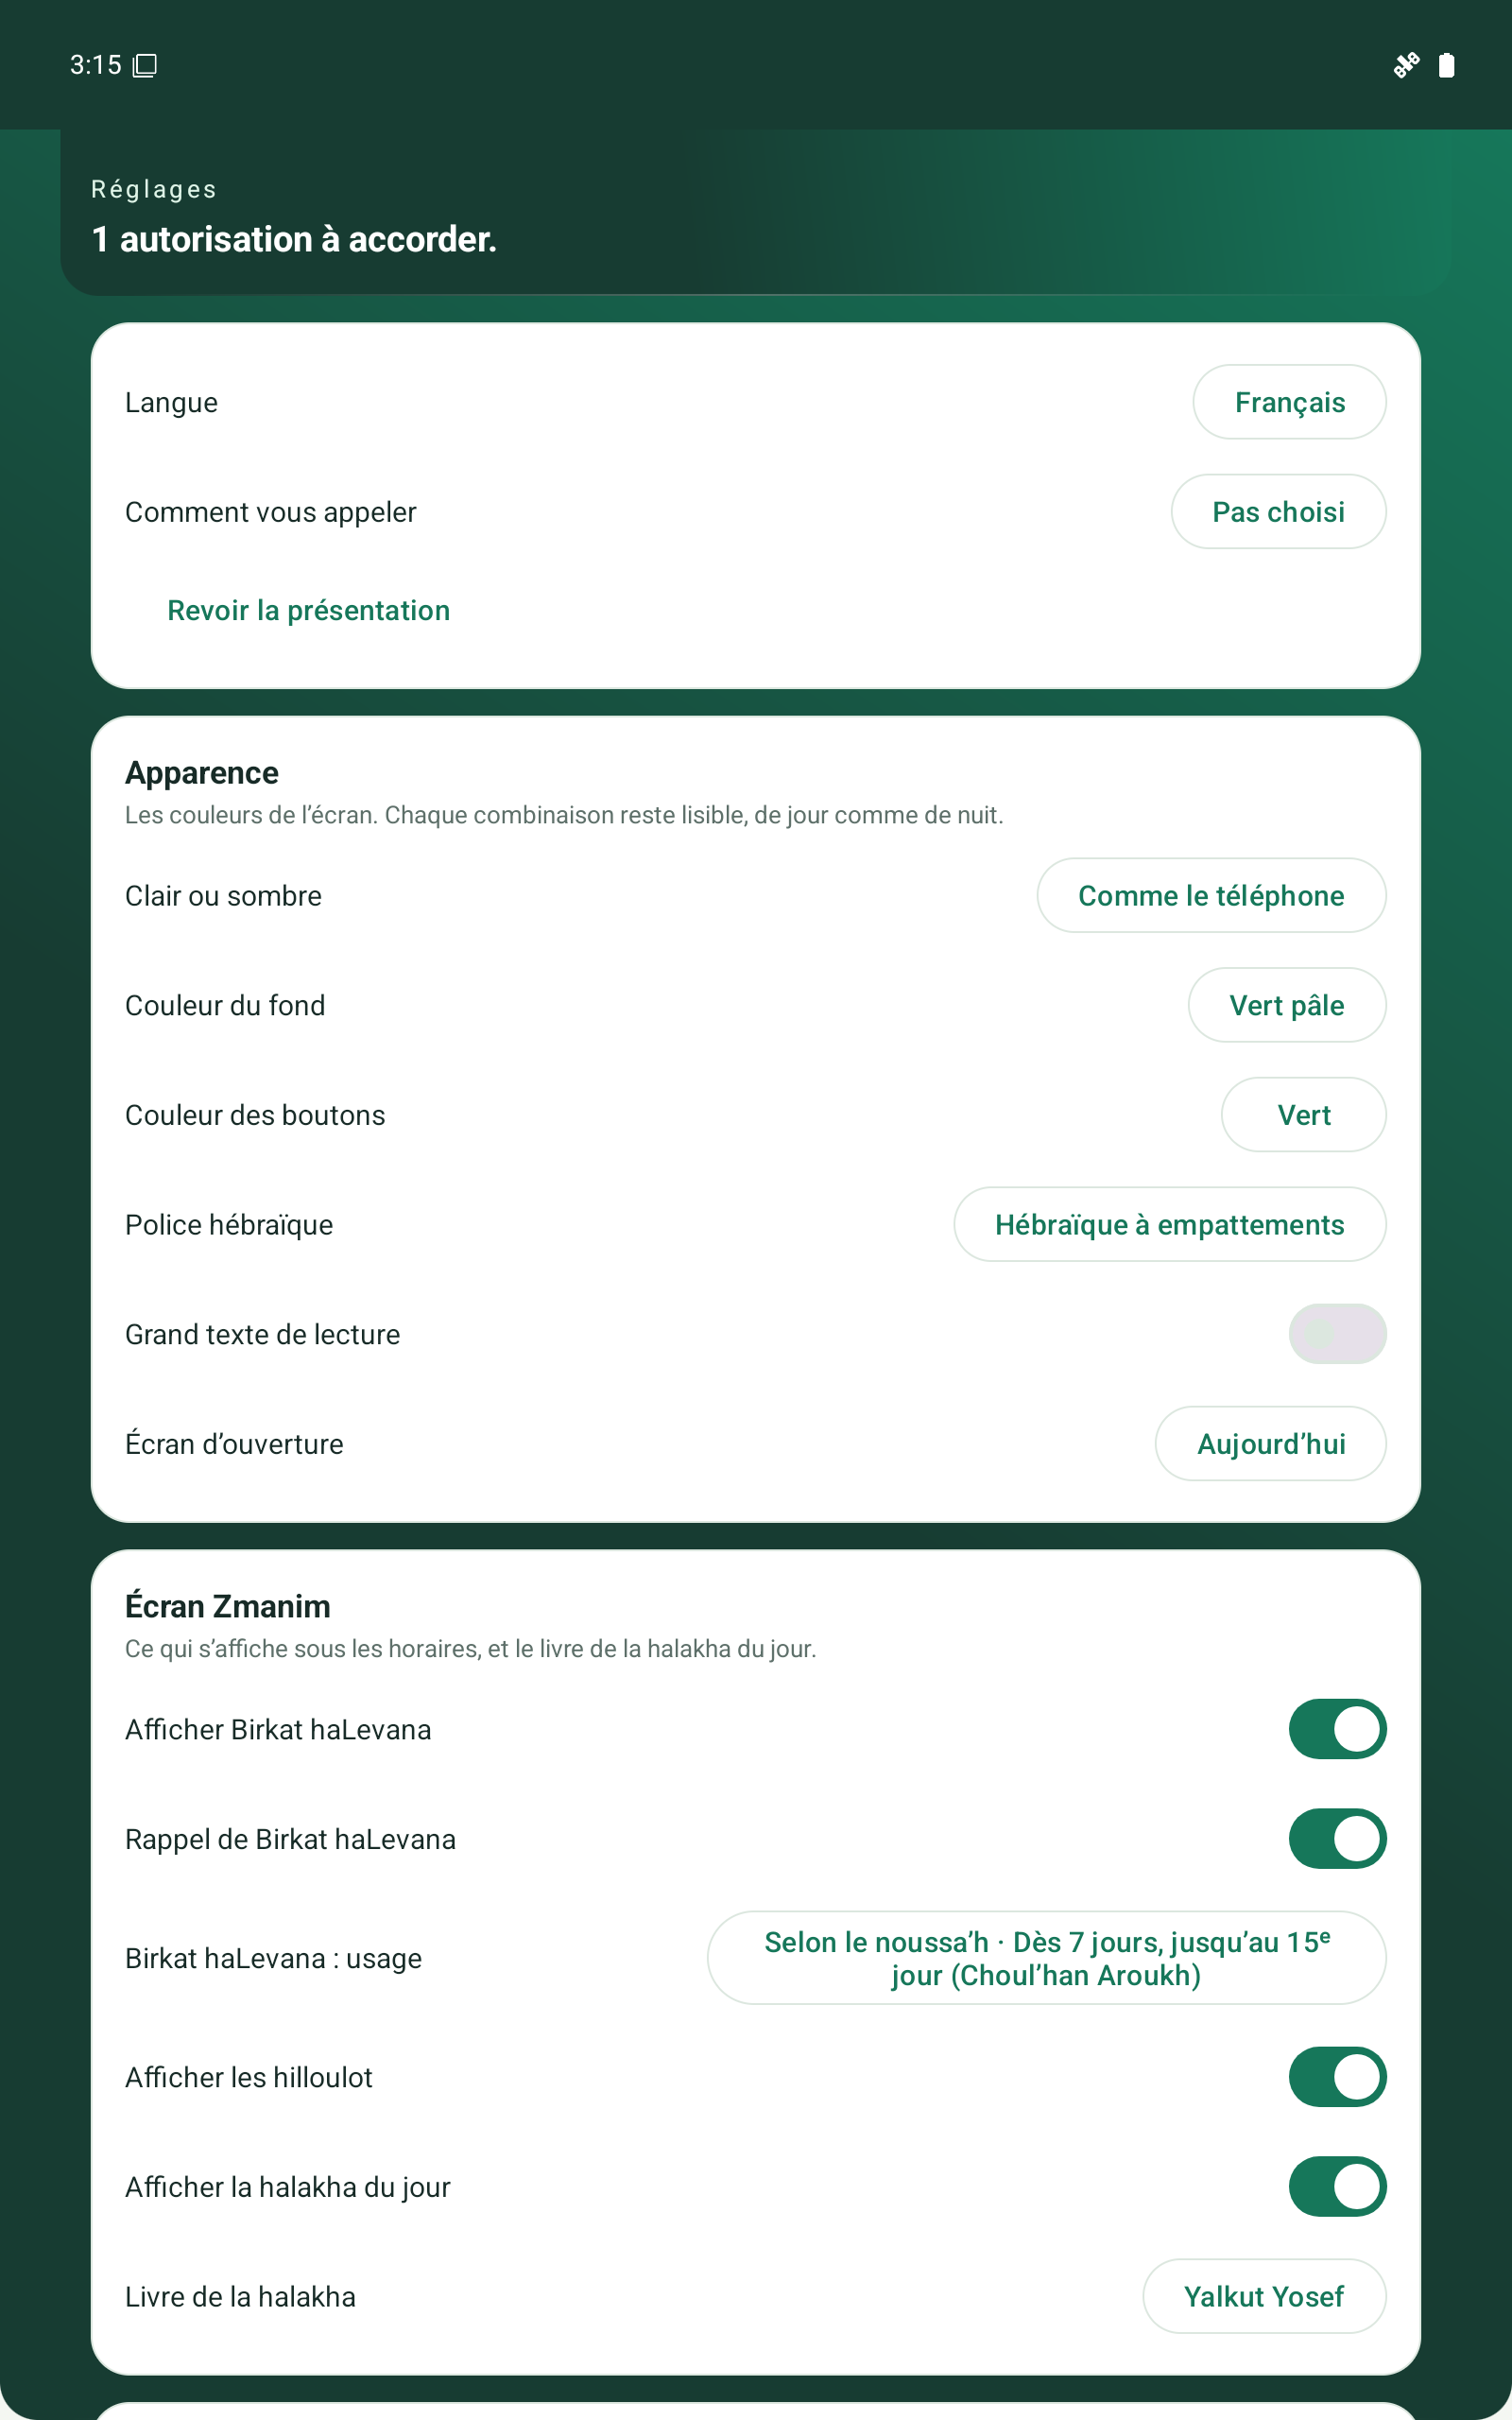 3:15
Réglages
1 autorisation à accorder.
Langue
Français
Comment vous appeler
Pas choisi
Revoir la présentation
Apparence
Les couleurs de l’écran. Chaque combinaison reste lisible, de jour comme de nuit.
Clair ou sombre
Comme le téléphone
Couleur du fond
Vert pâle
Couleur des boutons
Vert
Police hébraïque
Hébraïque à empattements
Grand texte de lecture
Écran d’ouverture
Aujourd’hui
Écran Zmanim
Ce qui s’affiche sous les horaires, et le livre de la halakha du jour.
Afficher Birkat haLevana
Rappel de Birkat haLevana
Birkat haLevana : usage
Selon le noussa’h · Dès 7 jours, jusqu’au 15ᵉ
jour (Choul’han Aroukh)
Afficher les hilloulot
Afficher la halakha du jour
Livre de la halakha
Yalkut Yosef